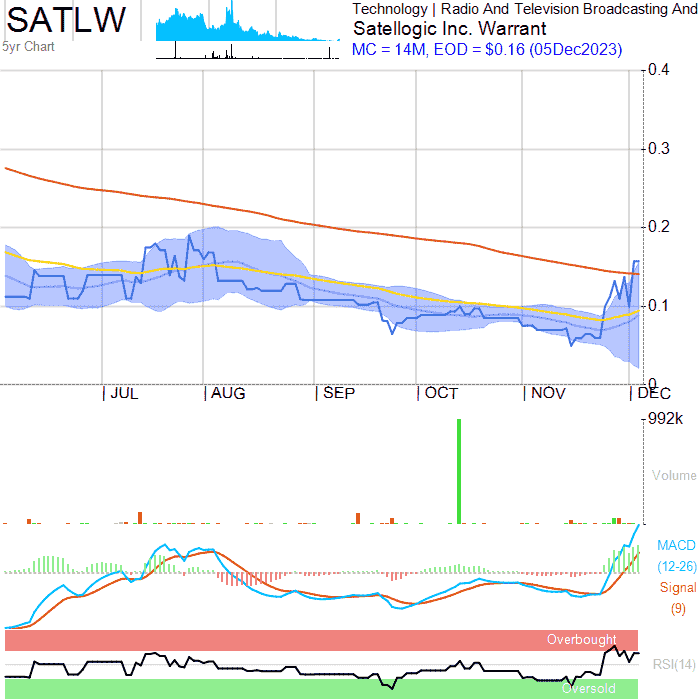 SATLW
5yr Chart
Technology | Radio And Television Broadcasting And
Satellogic Inc. Warrant
MC = 14M, EOD = $0.16 (05Dec2023)
0.4
0.3
0.2
0.1
0
|JUL |AUG |SEP |OCT |NOV |DEC
992k
Volume
MACD
(12-26)
Signal
(9)
Overbought
RSI(14)
Oversold